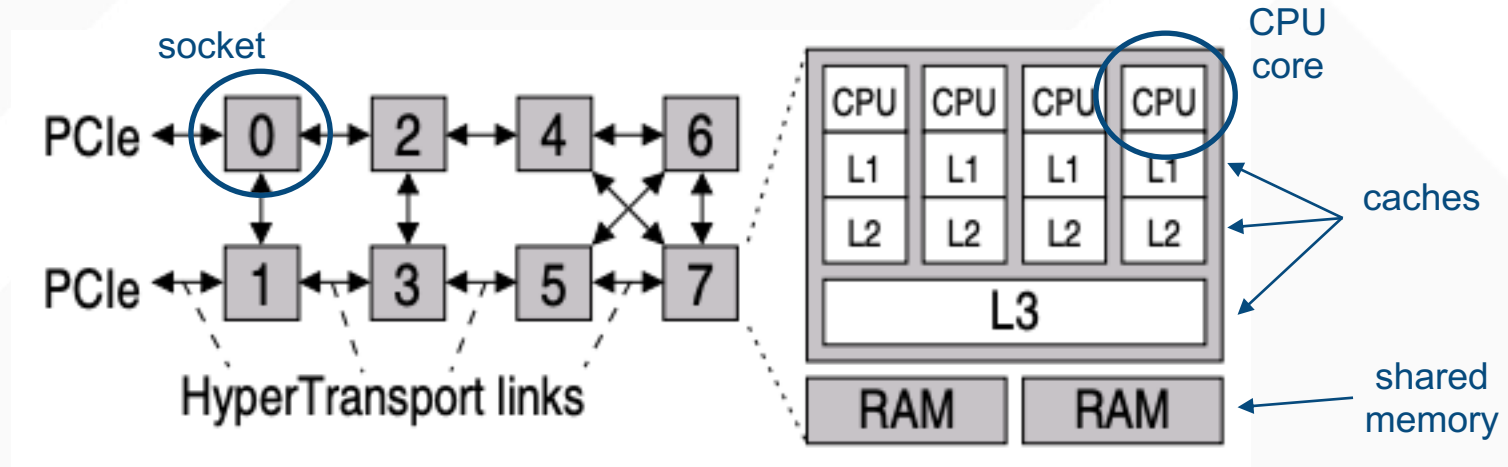 socket
CPU
core
PCIe
0
2
4
6
CPU
CPU
CPU
CPU
L1
L1
L1
L1
L2
L2
L2
L2
caches
PCIe
1
3
5
7
L3
HyperTransport links
RAM
RAM
shared
memory